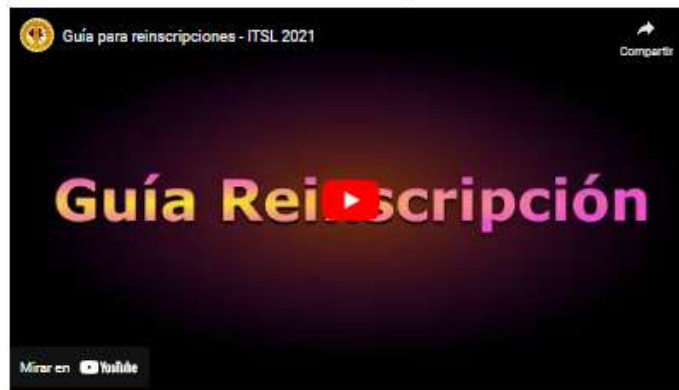 Guía para reinscripciones - ITSL 2021
Compartir
Guía Reinscripción
Mirar en YouTube